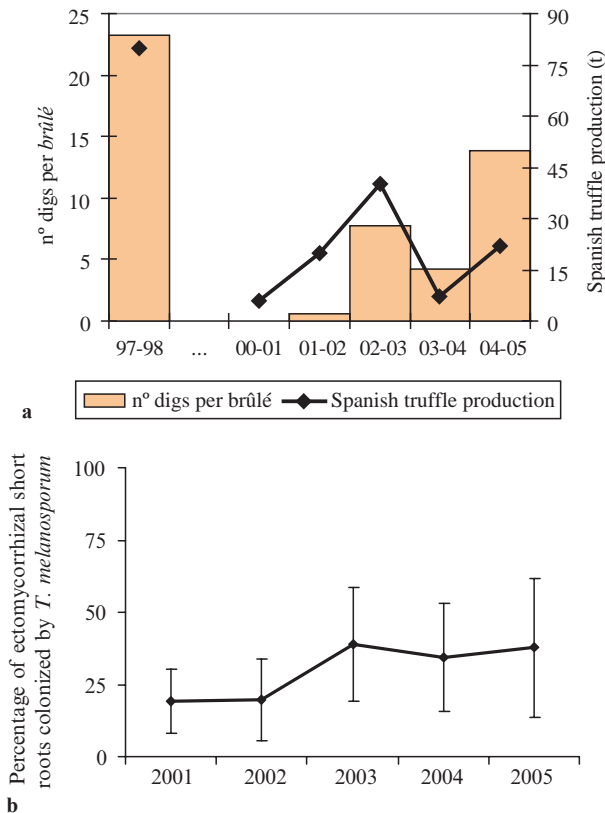 25
20
15
10
5
0
nº digs per brûlé
90
75
60
45
30
15
0
Spanish truffle production (t)
97-98 ... 00-01 01-02 02-03 03-04 04-05
nº digs per brûlé Spanish truffle production
a
100
75
50
25
0
Percentage of ectomycorrhizal short
roots colonized by T. melanosporum
2001 2002 2003 2004 2005
b